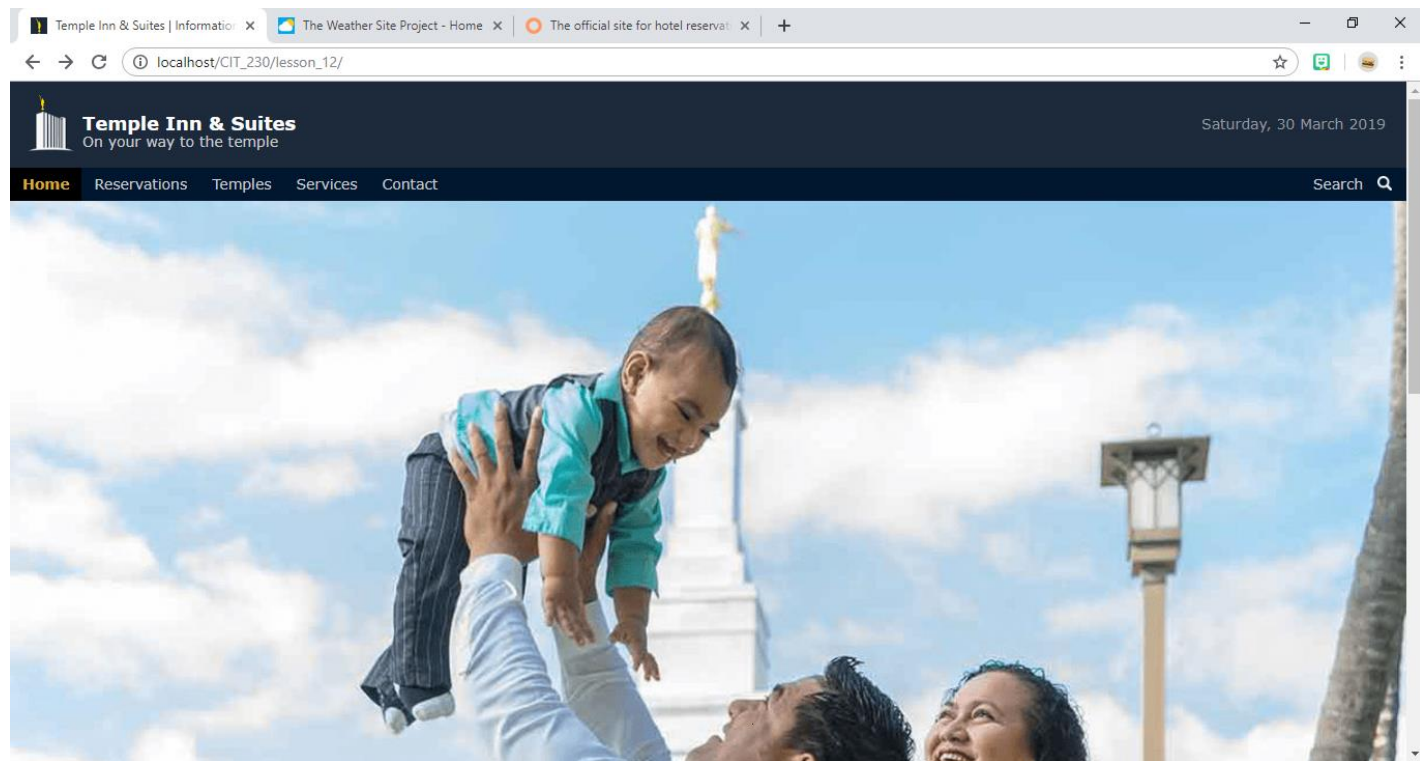 Temple Inn & Suites | Information
The Weather Site Project - Home
The official site for hotel reservat
localhost/CIT_230/lesson_12/
Temple Inn & Suites
On your way to the temple
Saturday, 30 March 2019
Home Reservations Temples Services Contact Search